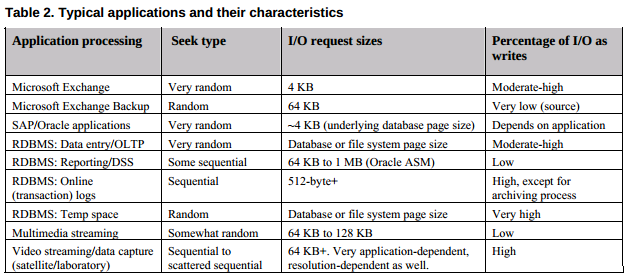 Table 2. Typical applications and their characteristics
Application processing Seek type I/O request sizes Percentage of I/O as
writes
Microsoft Exchange Very random 4 KB Moderate-high
Microsoft Exchange Backup Random 64 KB Very low (source)
SAP/Oracle applications Very random ~4 KB (underlying database page size) Depends on application
RDBMS: Data entry/OLTP Very random Database or file system page size Moderate-high
RDBMS: Reporting/DSS Some sequential 64 KB to 1 MB (Oracle ASM) Low
RDBMS: Online Sequential 512-byte+ High, except for
(transaction) logs archiving process
RDBMS: Temp space Random Database or file system page size Very high
Multimedia streaming Somewhat random 64 KB to 128 KB Low
Video streaming/data capture Sequential to 64 KB+. Very application-dependent, High
(satellite/laboratory) scattered sequential resolution-dependent as well.